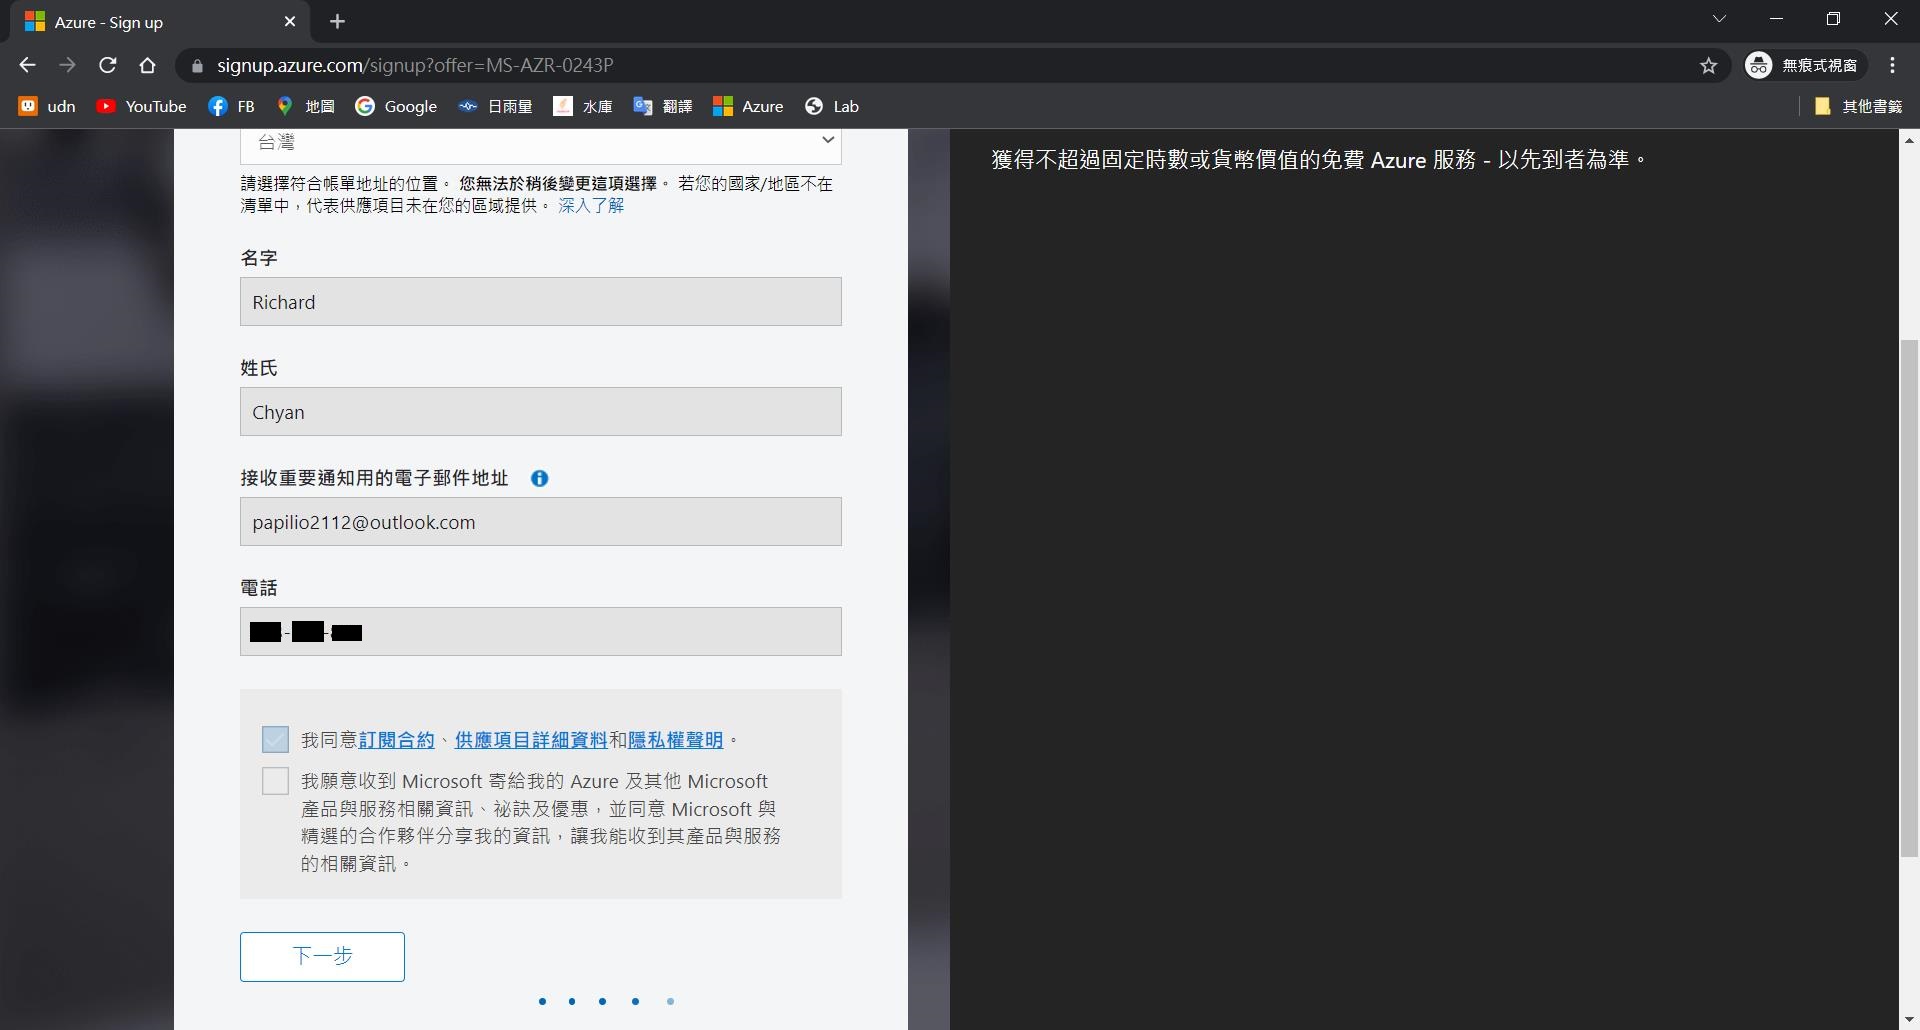 Azure - Sign up
signup.azure.com/signup?offer=MS-AZR-0243P
無痕式視窗
udn
YouTube
FB
地圖
Google
日雨量
水庫
翻譯
Azure
Lab
其他書籤
台灣
請選擇符合帳單地址的位置。 您無法於稍後變更這項選擇。 若您的國家/地區不在
清單中，代表供應項目未在您的區域提供。 深入了解
名字
Richard
姓氏
Chyan
接收重要通知用的電子郵件地址
papilio2112@outlook.com
電話
我同意訂閱合約、供應項目詳細資料和隱私權聲明。
我願意收到 Microsoft 寄給我的 Azure 及其他 Microsoft
產品與服務相關資訊、祕訣及優惠，並同意 Microsoft 與
精選的合作夥伴分享我的資訊，讓我能收到其產品與服務
的相關資訊。
下一步
獲得不超過固定時數或貨幣價值的免費 Azure 服務 - 以先到者為準。